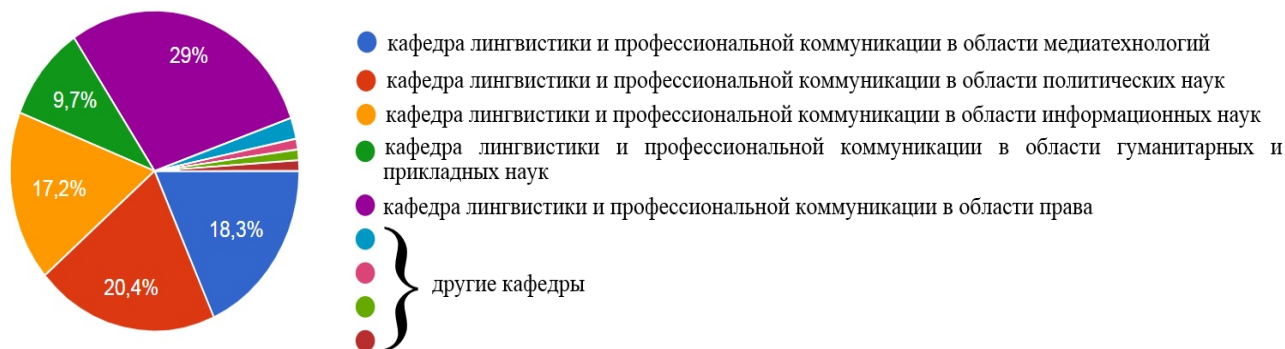 29%
9,7%
17,2%
20,4%
18,3%
кафедра лингвистики и профессиональной коммуникации в области медиатехнологий
кафедра лингвистики и профессиональной коммуникации в области политических наук
кафедра лингвистики и профессиональной коммуникации в области информационных наук
кафедра лингвистики и профессиональной коммуникации в области гуманитарных и
прикладных наук
кафедра лингвистики и профессиональной коммуникации в области права
другие кафедры